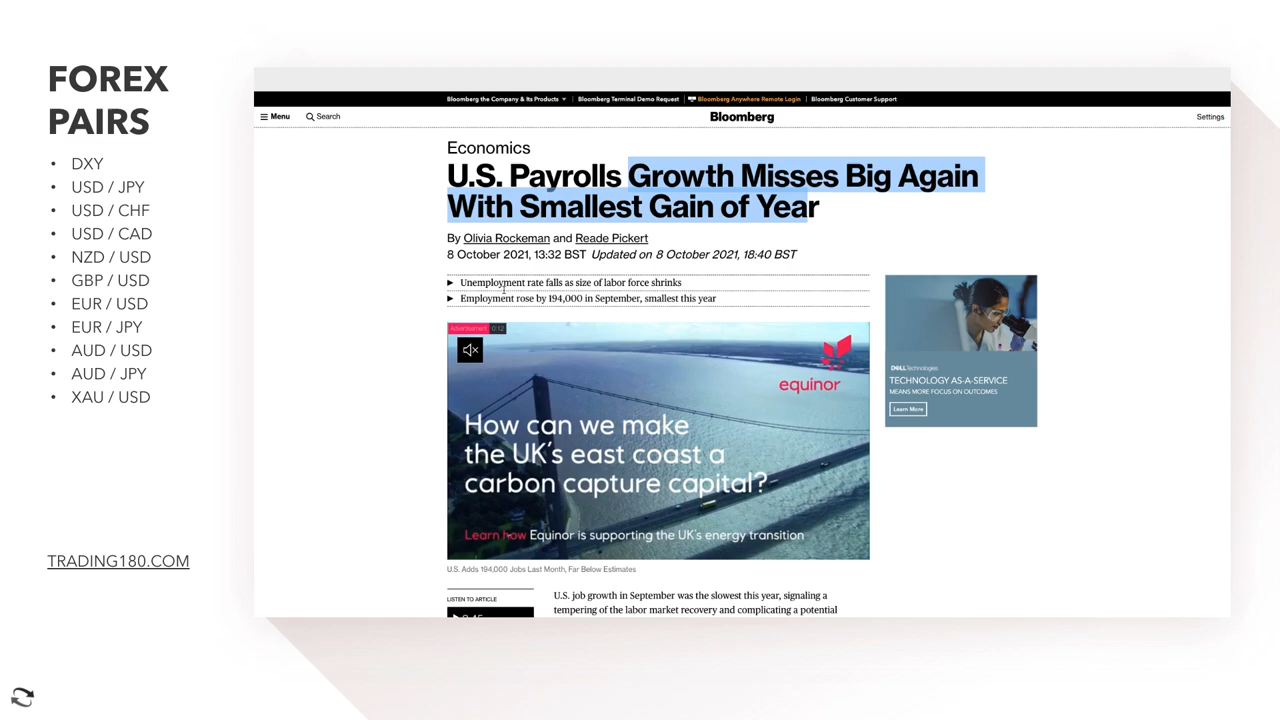 FOREX
PAIRS
• DXY
• USD / JPY
• USD / CHF
• USD / CAD
• NZD / USD
• GBP / USD
• EUR / USD
• EUR / JPY
• AUD / USD
• AUD / JPY
• XAU / USD
TRADING180.COM
Bloomberg the Company & Its Products
Bloomberg Terminal Demo Request
Bloomberg Anywhere Remote Login
Bloomberg Customer Support
Menu
Search
Bloomberg
Settings
Economics
U.S. Payrolls Growth Misses Big Again
With Smallest Gain of Year
By Olivia Rockeman and Reade Pickert
8 October 2021, 13:32 BST Updated on 8 October 2021, 18:40 BST
Unemployment rate falls as size of labor force shrinks
Employment rose by 194,000 in September, smallest this year
Advertisement 0:12
equinor
How can we make
the UK's east coast a
carbon capture capital?
Learn how Equinor is supporting the UK's energy transition
U.S. Adds 194,000 Jobs Last Month, Far Below Estimates
DELL Technologies
TECHNOLOGY AS-A-SERVICE
MEANS MORE FOCUS ON OUTCOMES
Learn More
LISTEN TO ARTICLE
U.S. job growth in September was the slowest this year, signaling a
tempering of the labor market recovery and complicating a potential